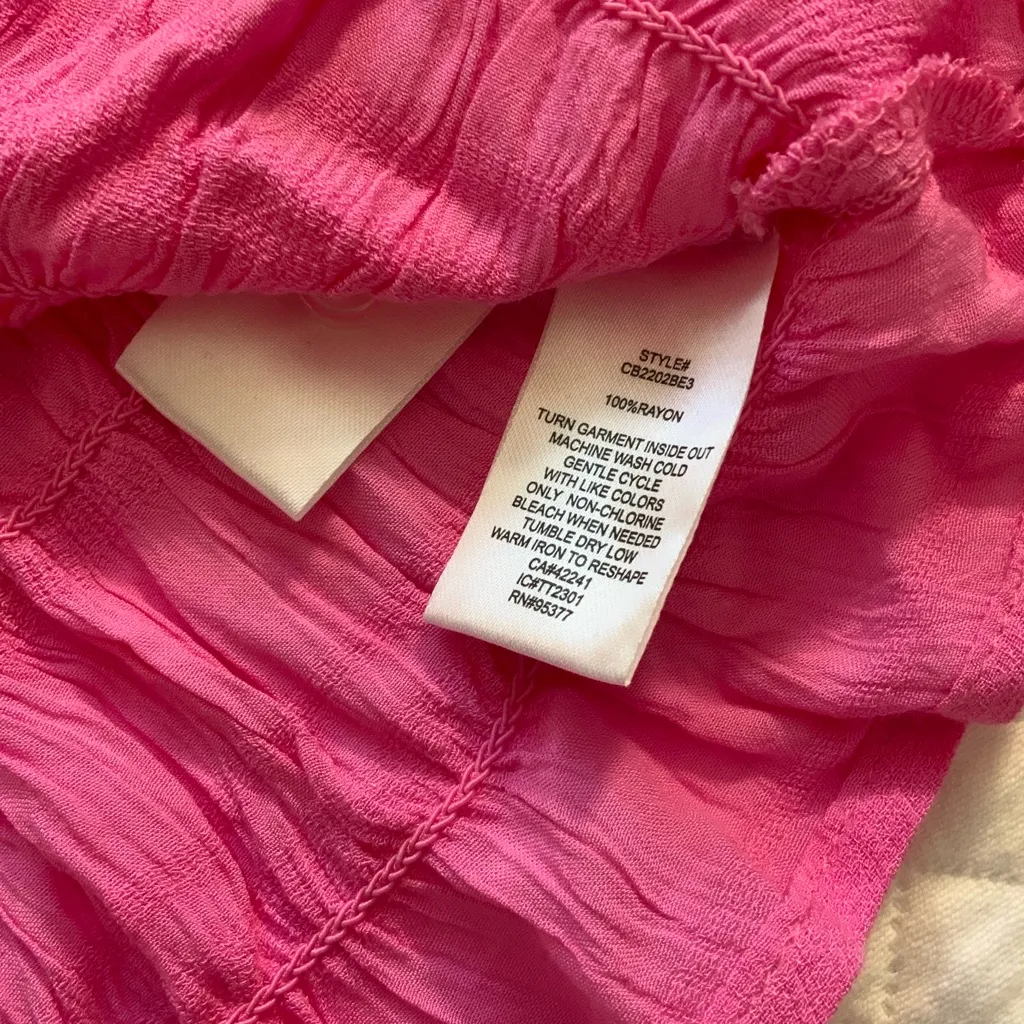 STYLE#
CB2202BE3
100%RAYON
TURN GARMENT INSIDE OUT
MACHINE WASH COLD
GENTLE CYCLE
WITH LIKE COLORS
ONLY NON-CHLORINE
BLEACH WHEN NEEDED
TUMBLE DRY LOW
WARM IRON TO RESHAPE
CA#42241
IC#TT2301
RN#95377